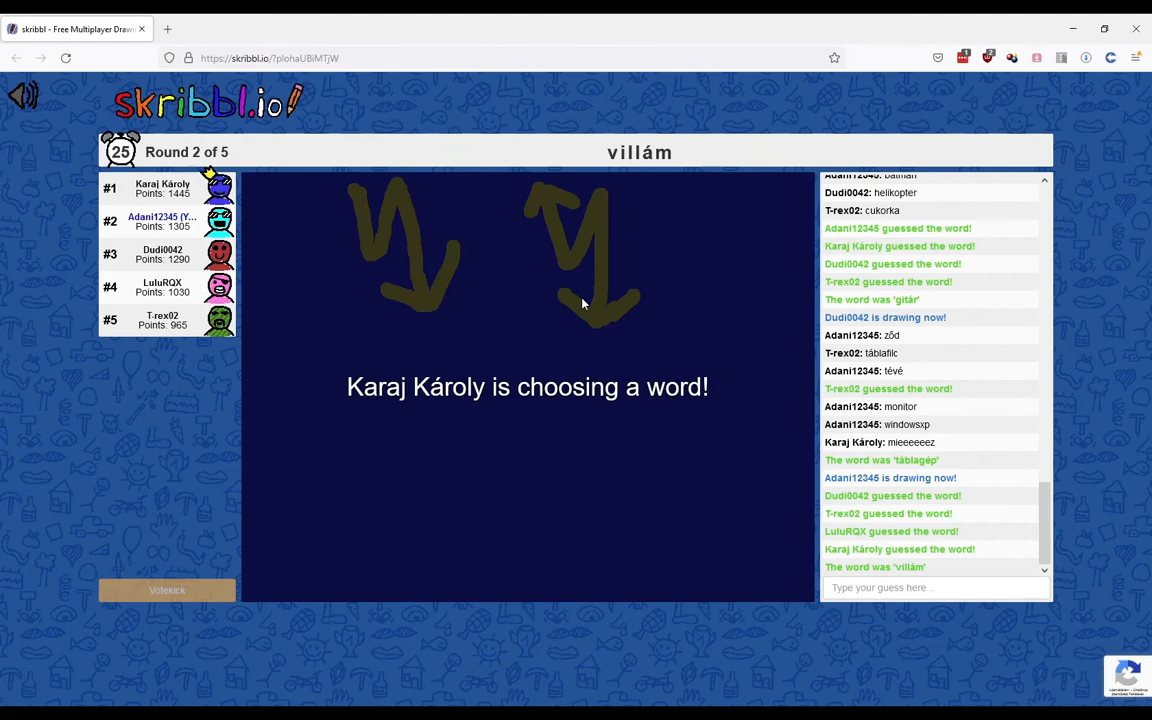 skribbl - Free Multiplayer Drawi
https://skribbl.io/?plohaUBiMTjW
1
2
skribbl.io
25
Round 2 of 5
villám
#1
Karaj Károly
Points: 1445
#2
Adani12345 (Y...
Points: 1305
#3
Dudi0042
Points: 1290
#4
LuluRQX
Points: 1030
#5
T-rex02
Points: 965
Votekick
Karaj Károly is choosing a word!
Adani12345: batman
Dudi0042: helikopter
T-rex02: cukorka
Adani12345 guessed the word!
Karaj Károly guessed the word!
Dudi0042 guessed the word!
T-rex02 guessed the word!
The word was 'gitár'
Dudi0042 is drawing now!
Adani12345: zöd
T-rex02: táblafilc
Adani12345: tévé
T-rex02 guessed the word!
Adani12345: monitor
Adani12345: windowsxp
Karaj Károly: mieeeeeez
The word was 'táblagép'
Adani12345 is drawing now!
Dudi0042 guessed the word!
T-rex02 guessed the word!
LuluRQX guessed the word!
Karaj Károly guessed the word!
The word was 'villám'
Type your guess here...